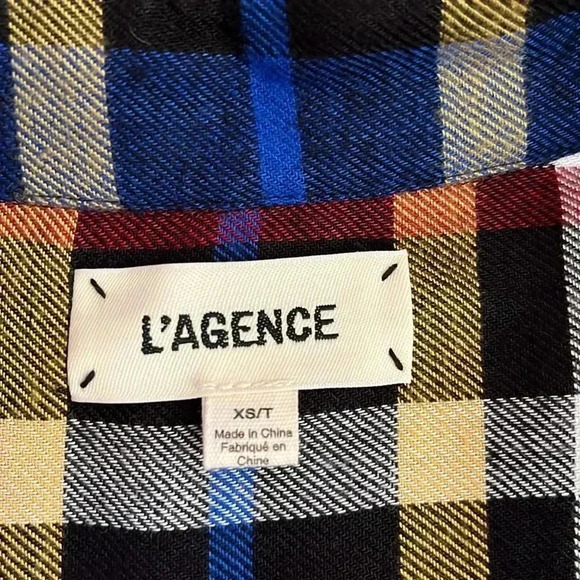 L'AGENCE
XS/T
Made in China
Fabriqué en
Chine